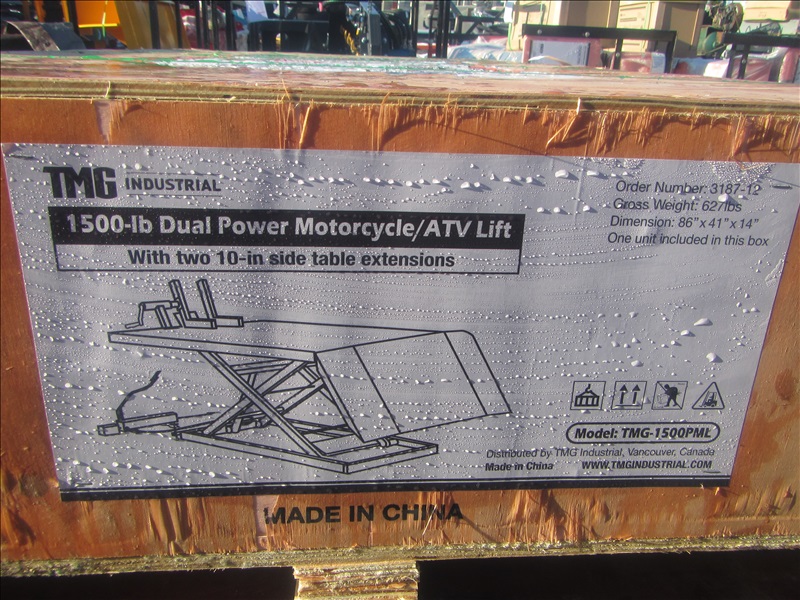 TMG INDUSTRIAL
1500-lb Dual Power Motorcycle/ATV Lift
With two 10-in side table extensions
Order Number: 3187-12
Gross Weight: 627lbs
Dimension: 86"x 41"x 14"
One unit included in this box
Model: TMG-1500PML
Distributed by TMG Industrial, Vancouver, Canada
Made in China WWW.TMGINDUSTRIAL.COM
MADE IN CHINA